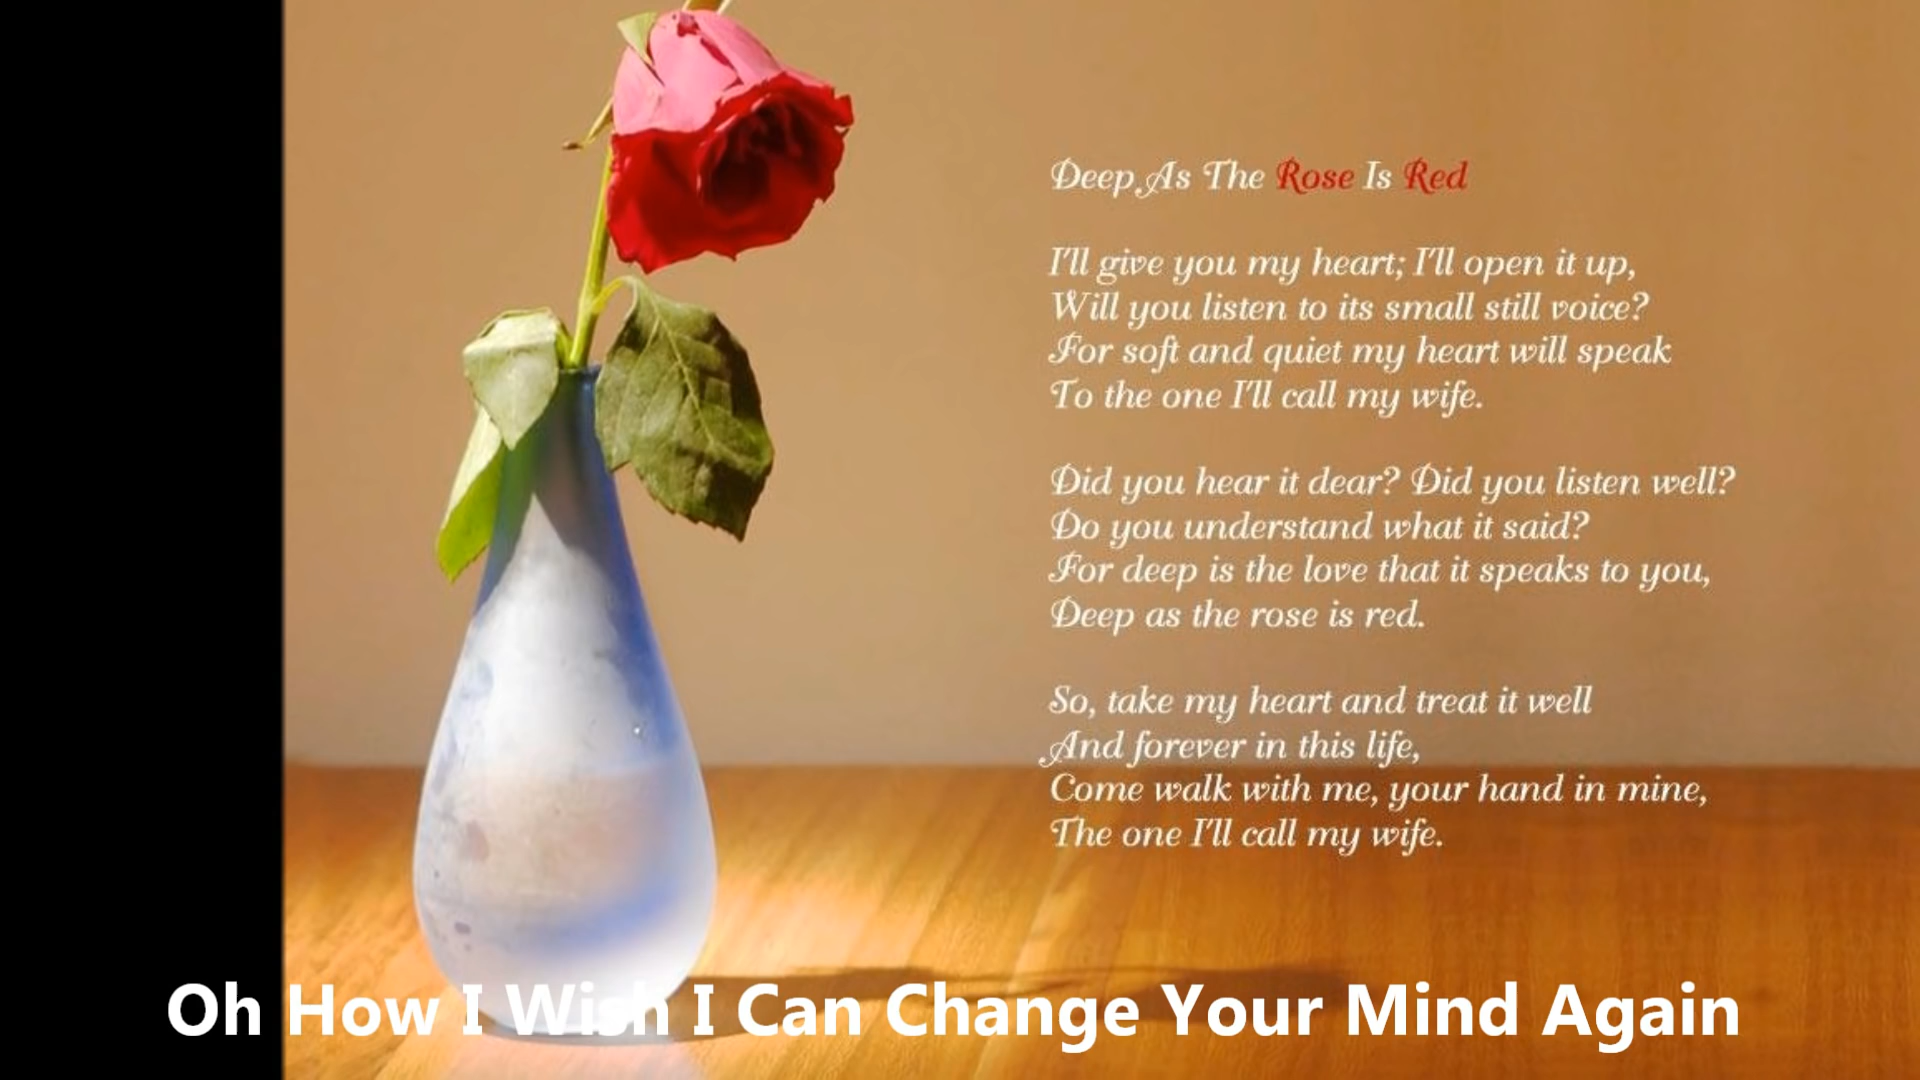 Deep As The Rose Is Red
I'll give you my heart; I'll open it up,
Will you listen to its small still voice?
For soft and quiet my heart will speak
To the one I'll call my wife.
Did you hear it dear? Did you listen well?
Do you understand what it said?
For deep is the love that it speaks to you,
Deep as the rose is red.
So, take my heart and treat it well
And forever in this life,
Come walk with me, your hand in mine,
The one I'll call my wife.
Oh How I Wish I Can Change Your Mind Again